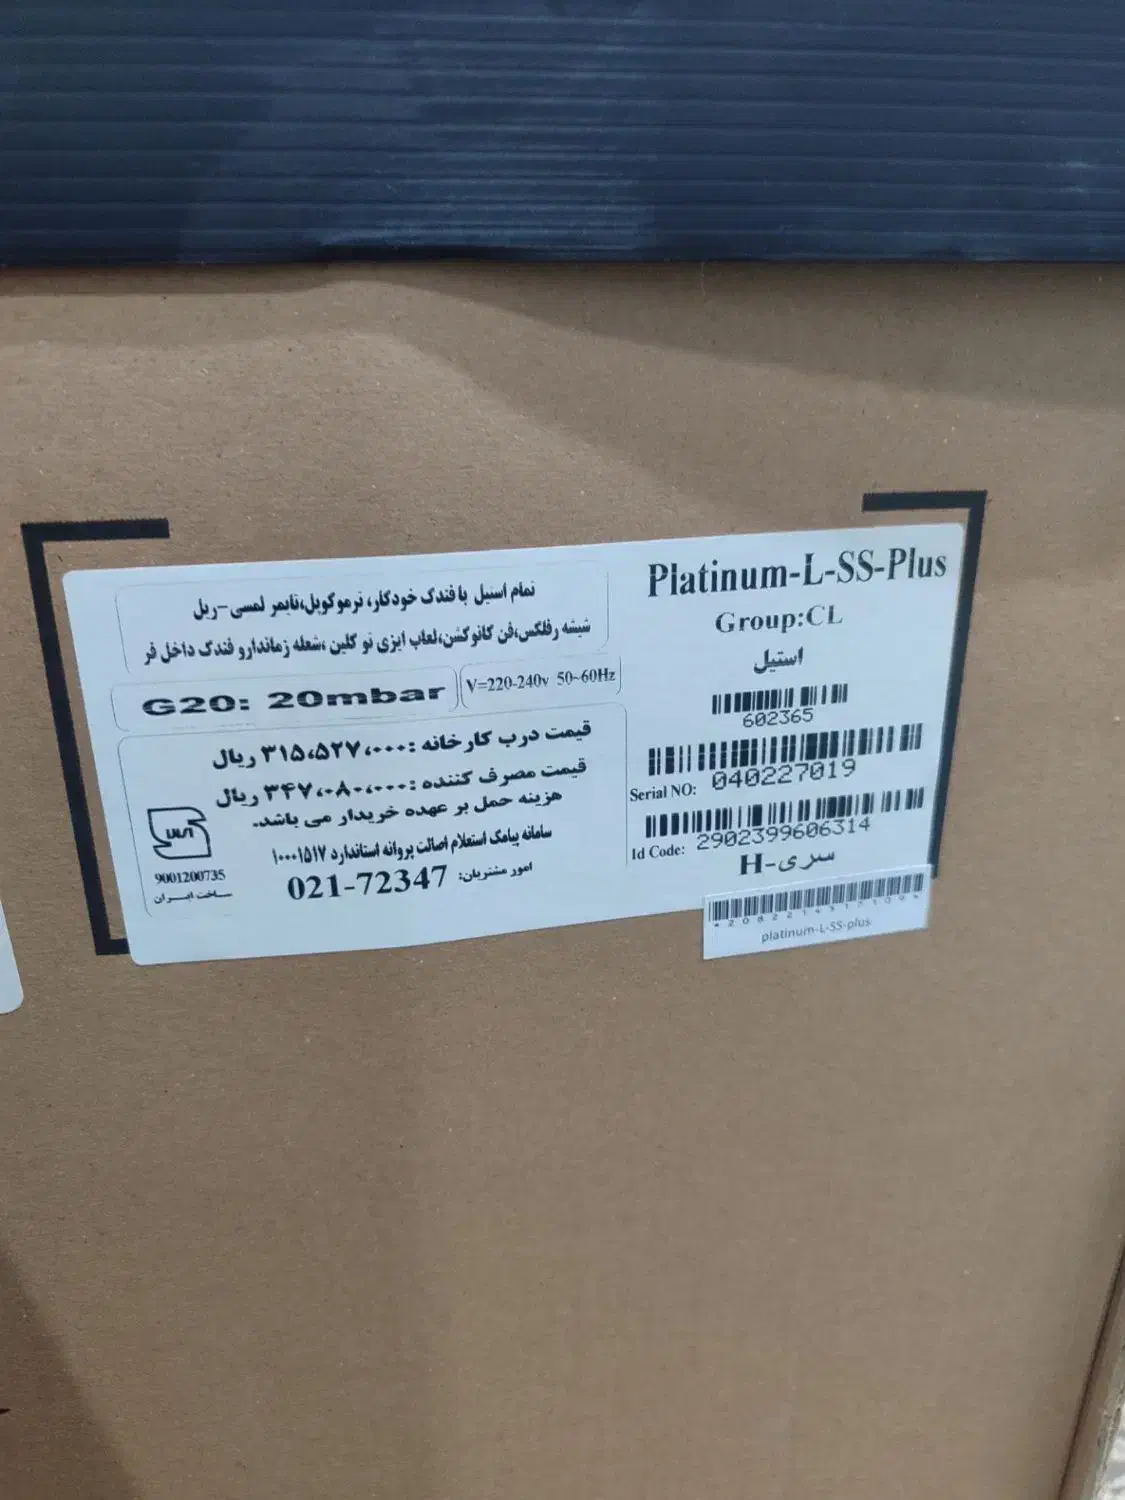 Platinum-L-SS-Plus
Group:CL
استیل
602365
040227019
Serial NO:
2902399606314
Id Code:
سری-H
platinum-L-SS-plus
تمام استیل با فندک خودکار، ترموکوپل،تایمر لمسی-ریل
شیشه رفلکس،فن کانوکشن،لعاب ایزی تو کلین ،شعله زماندارو فندک داخل فر
G20: 20mbar
V=220-240v 50~60Hz
قیمت درب کارخانه :۳۱۵،۵۲۷،۰۰۰ ریال
قیمت مصرف کننده :۳۴۷،۰۸۰،۰۰۰ ریال
هزینه حمل بر عهده خریدار می باشد.
سامانه پیامک استعلام اصالت پروانه استاندارد ۱۰۰۰۱۵۱۷
امور مشتریان: 021-72347
9001200735
ساخت ایران